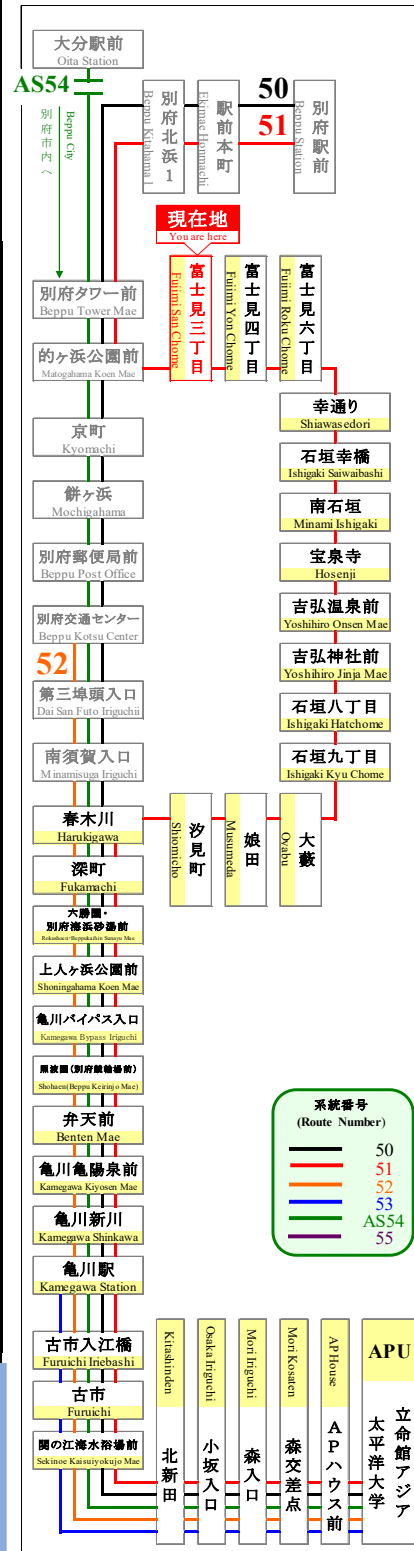 大分駅前
Oita Station
AS54
別府市内へ
Beppu City
別府北浜1
Beppu Kitahama 1
駅前本町
Ekimae Honmachi
50
51
別府駅前
Beppu Station
現在地
You are here
別府タワー前
Beppu Tower Mae
的ヶ浜公園前
Matogahama Koen Mae
富士見三丁目
Fujimi San Chome
富士見四丁目
Fujimi Yon Chome
富士見六丁目
Fujimi Roku Chome
幸通り
Shiawasedori
石垣幸橋
Ishigaki Saiwaibashi
南石垣
Minami Ishigaki
宝泉寺
Hosenji
吉弘温泉前
Yoshihiro Onsen Mae
吉弘神社前
Yoshihiro Jinja Mae
石垣八丁目
Ishigaki Hatchome
石垣九丁目
Ishigaki Kyu Chome
京町
Kyomachi
餅ヶ浜
Mochigahama
別府郵便局前
Beppu Post Office
別府交通センター
Beppu Kotsu Center
52
第三埠頭入口
Dai San Futo Iriguchii
南須賀入口
Minamisuga Iriguchi
春木川
Harukigawa
汐見町
Shiomicho
娘田
Musumeda
大藪
Oyabu
深町
Fukamachi
六勝園・
別府海浜砂湯前
Rokushoen・Beppukaihin Sunayu Mae
上人ヶ浜公園前
Shoningahama Koen Mae
亀川バイパス入口
Kamegawa Bypass Iriguchi
照波園(別府競輪場前)
Shohaen(Beppu Keirinjo Mae)
弁天前
Benten Mae
亀川亀陽泉前
Kamegawa Kiyosen Mae
亀川新川
Kamegawa Shinkawa
亀川駅
Kamegawa Station
系統番号
(Route Number)
50
51
52
53
AS54
55
古市入江橋
Furuichi Iriebashi
古市
Furuichi
関の江海水浴場前
Sekinoe Kaisuiyokujo Mae
Kitashinden
北新田
Osaka Iriguchi
小坂入口
Mori Iriguchi
森入口
Mori Kosaten
森交差点
AP House
APハウス前
APU
立命館アジア
太平洋大学